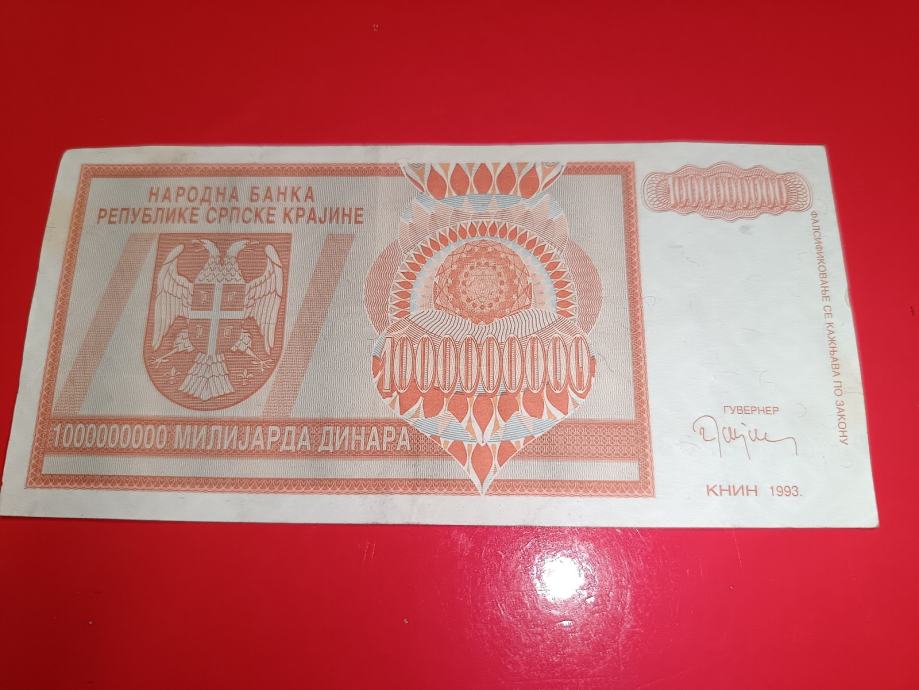 НАРОДНА БАНКА
РЕПУБЛИКЕ СРПСКЕ КРАЈИНЕ
1000000000
1000000000
1000000000 МИЛИЈАРДА ДИНАРА
ФАЛСИФИКОВАЊЕ СЕ КАЖЊАВА ПО ЗАКОНУ
ГУВЕРНЕР
КНИН 1993.